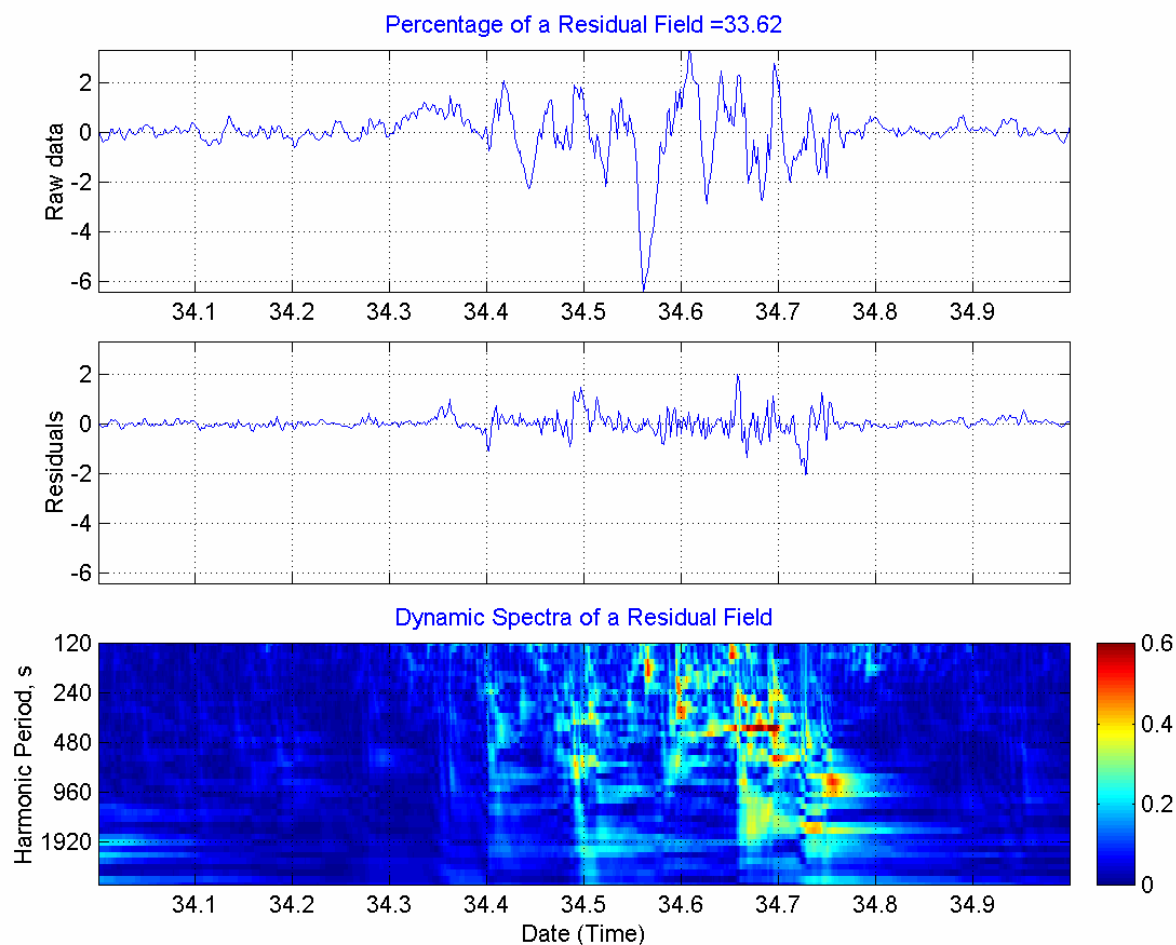 Percentage of a Residual Field =33.62
Raw data
2
0
-2
-4
-6
34.1 34.2 34.3 34.4 34.5 34.6 34.7 34.8 34.9
Residuals
2
0
-2
-4
-6
Dynamic Spectra of a Residual Field
Harmonic Period, s
120
240
480
960
1920
0.6
0.4
0.2
0
34.1 34.2 34.3 34.4 34.5 34.6 34.7 34.8 34.9
Date (Time)